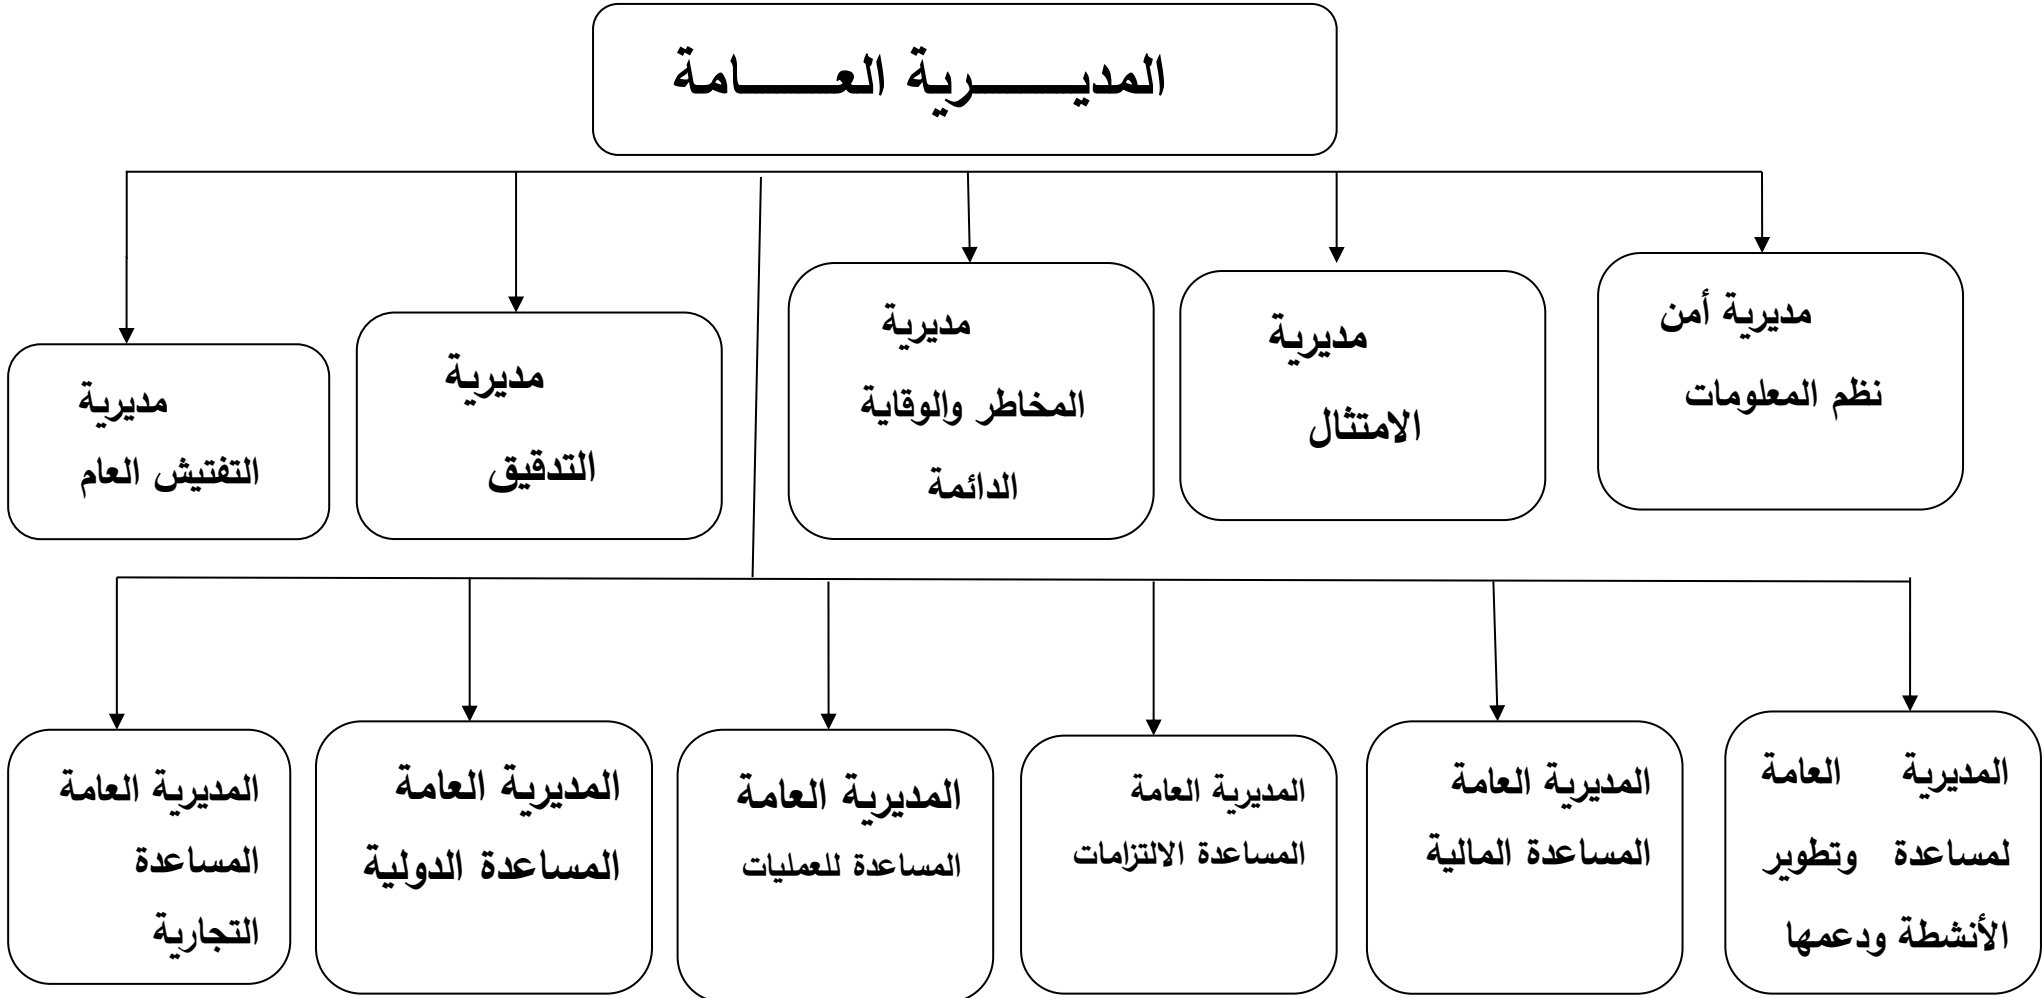 المديـــــــرية العـــــــامة
مديرية أمن
نظم المعلومات
مديرية
الامتثال
مديرية
المخاطر والوقاية
الدائمة
مديرية
التدقيق
مديرية
التفتيش العام
المديرية العامة
لمساعدة وتطوير
الأنشطة ودعمها
المديرية العامة
المساعدة المالية
المديرية العامة
المساعدة الالتزامات
المديرية العامة
المساعدة للعمليات
المديرية العامة
المساعدة الدولية
المديرية العامة
المساعدة
التجارية